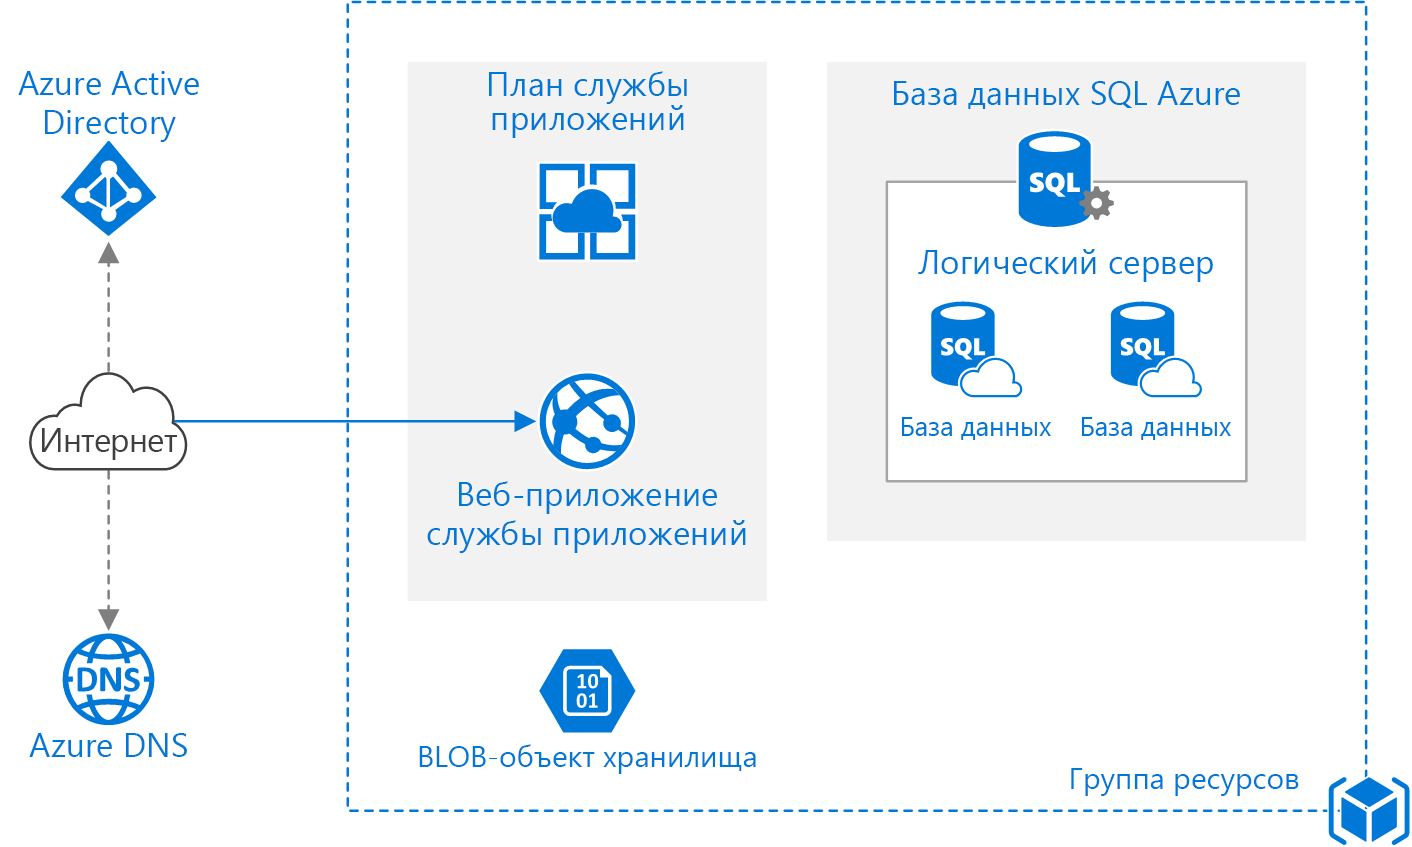 Azure Active
Directory
Интернет
DNS
Azure DNS
План службы
приложений
Веб-приложение
службы приложений
10
01
BLOB-объект хранилища
База данных SQL Azure
SQL
Логический сервер
SQL
SQL
База данных
База данных
Группа ресурсов